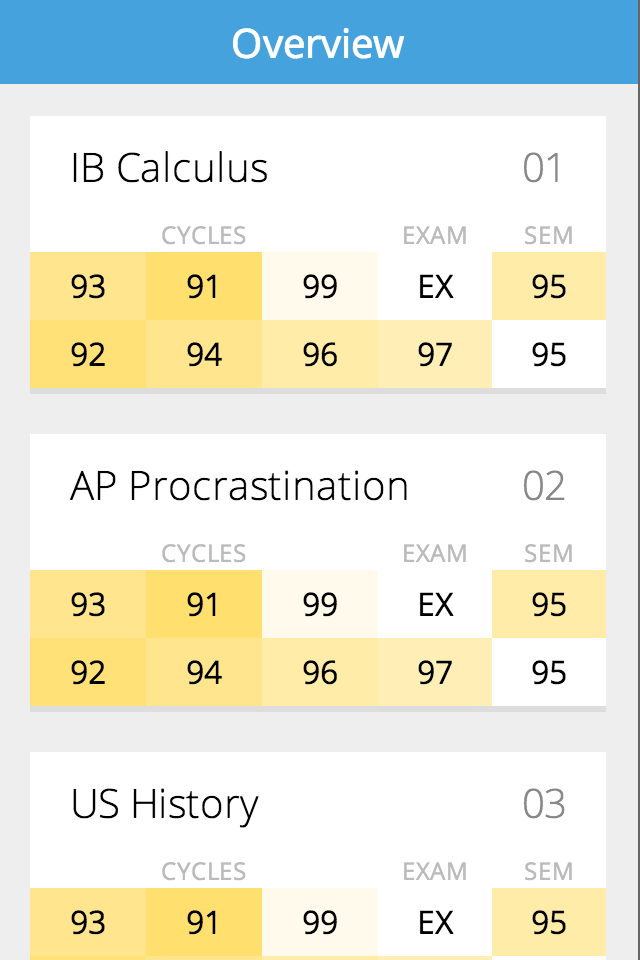 Overview
IB Calculus 01
CYCLES EXAM SEM
93 91 99 EX 95
92 94 96 97 95
AP Procrastination 02
CYCLES EXAM SEM
93 91 99 EX 95
92 94 96 97 95
US History 03
CYCLES EXAM SEM
93 91 99 EX 95